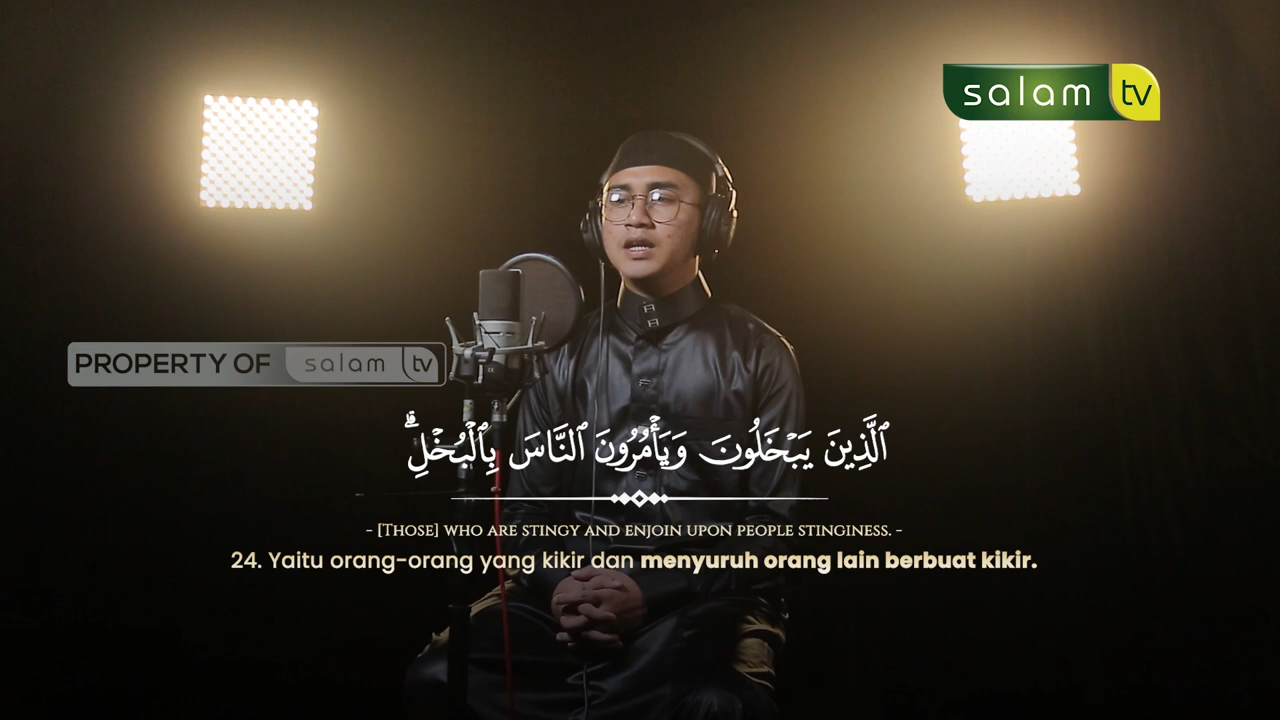 salam tv
PROPERTY OF salam tv
ٱلَّذِينَ يَبْخَلُونَ وَيَأْمُرُونَ ٱلنَّاسَ بِٱلْبُخْلِ ۗ
- [Those] who are stingy and enjoin upon people stinginess. -
24. Yaitu orang-orang yang kikir dan menyuruh orang lain berbuat kikir.